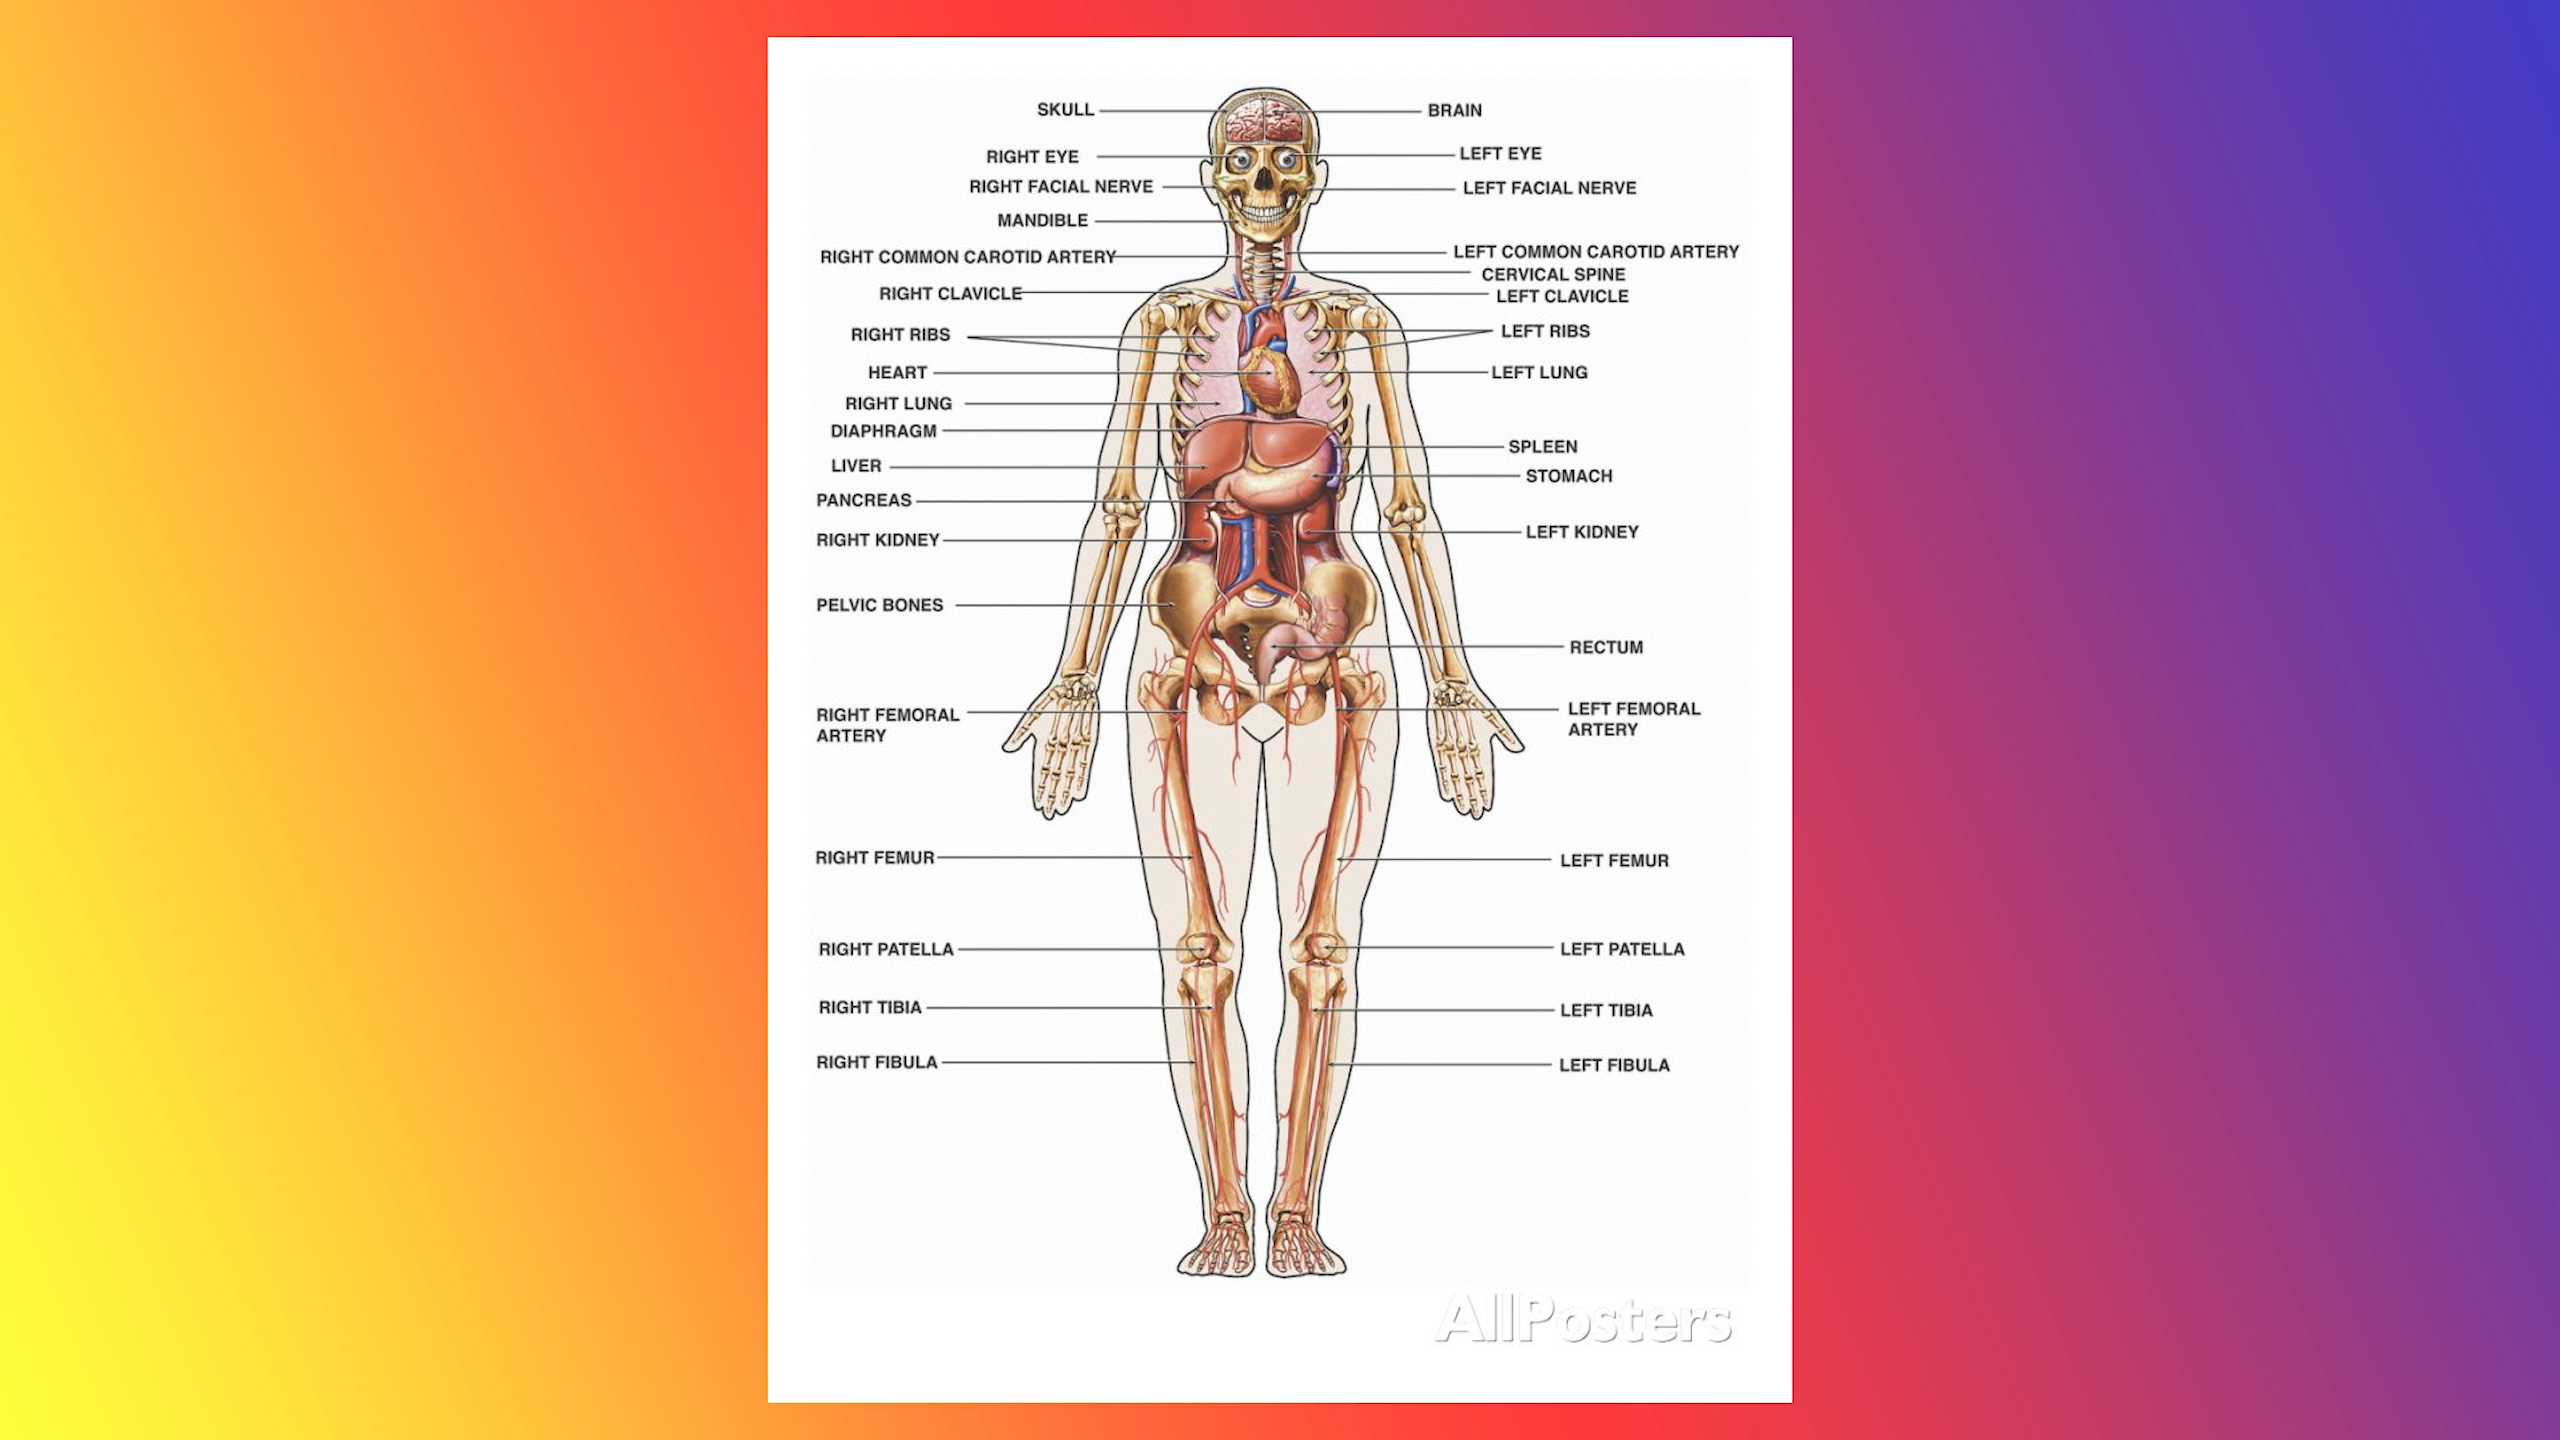 SKULL
BRAIN
RIGHT EYE
LEFT EYE
RIGHT FACIAL NERVE
LEFT FACIAL NERVE
MANDIBLE
RIGHT COMMON CAROTID ARTERY
LEFT COMMON CAROTID ARTERY
CERVICAL SPINE
RIGHT CLAVICLE
LEFT CLAVICLE
RIGHT RIBS
LEFT RIBS
HEART
LEFT LUNG
RIGHT LUNG
DIAPHRAGM
SPLEEN
LIVER
STOMACH
PANCREAS
RIGHT KIDNEY
LEFT KIDNEY
PELVIC BONES
RECTUM
RIGHT FEMORAL
ARTERY
LEFT FEMORAL
ARTERY
RIGHT FEMUR
LEFT FEMUR
RIGHT PATELLA
LEFT PATELLA
RIGHT TIBIA
LEFT TIBIA
RIGHT FIBULA
LEFT FIBULA
AllPosters